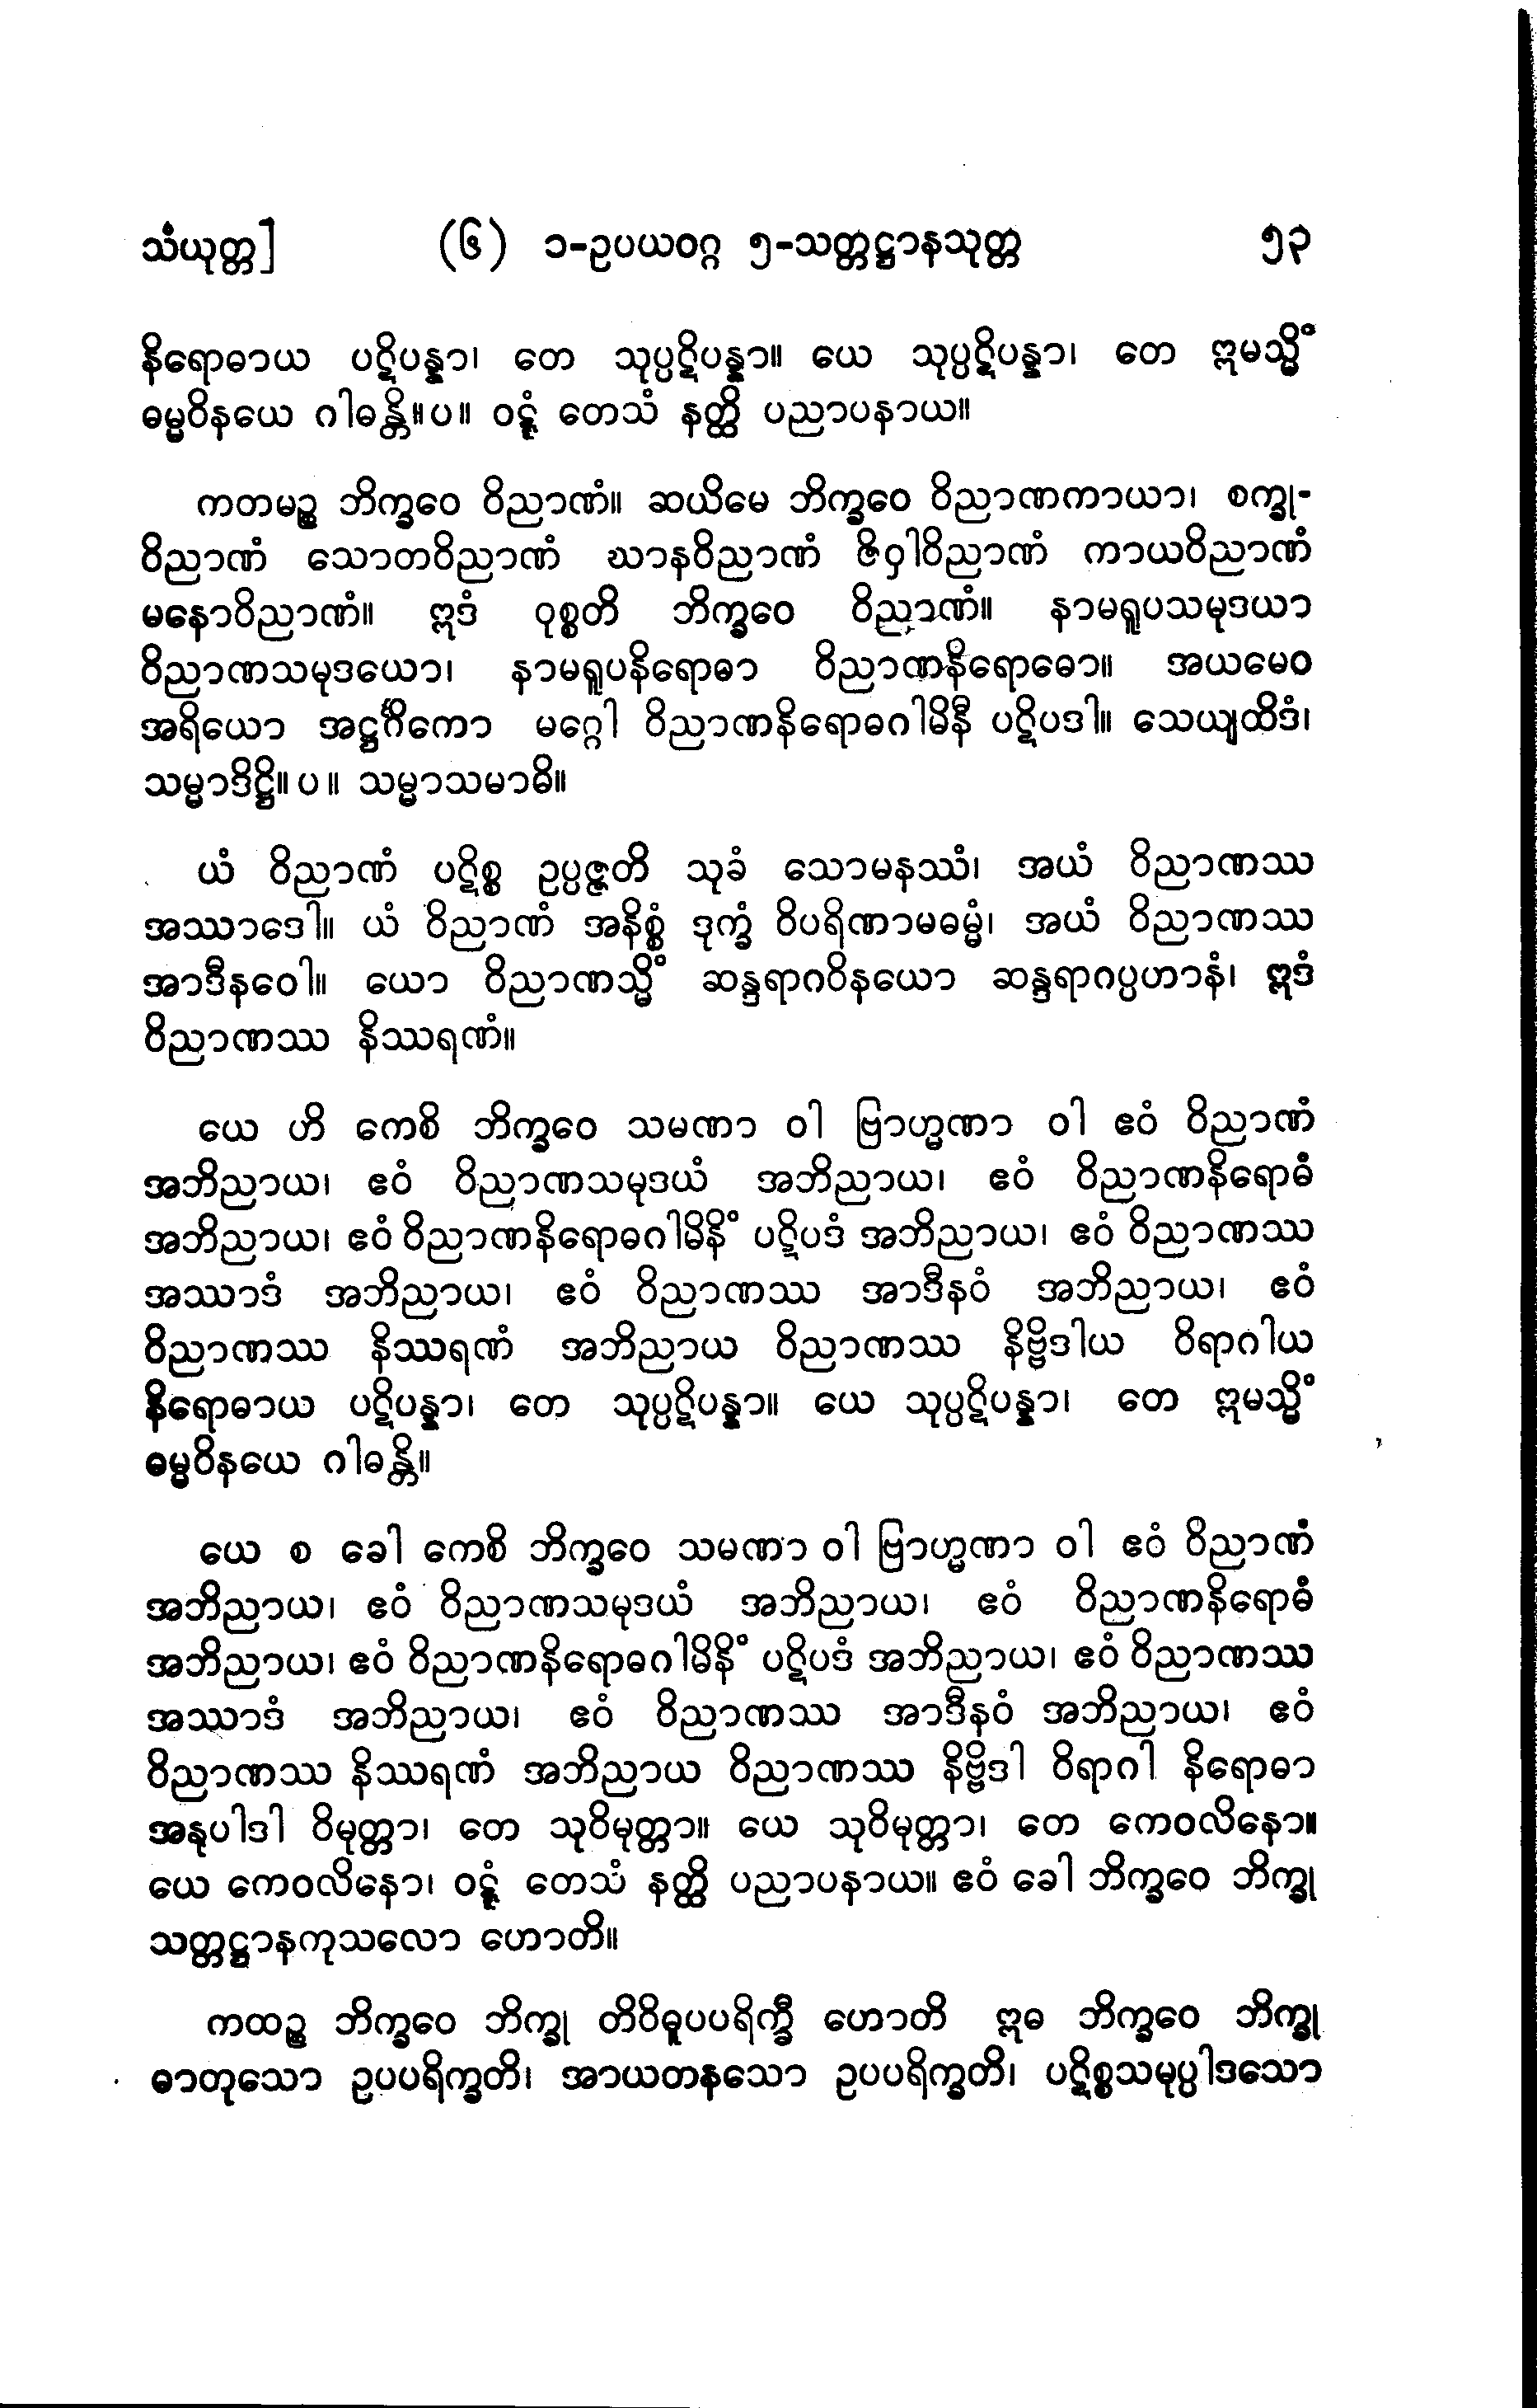 သံယုတ္တ] (၆) ၁-ဥပယဝဂ္ဂ ၅-သတ္တဋ္ဌာနသုတ္တ ၅၃
နိရောဓာယ ပဋိပန္နာ၊ တေ သုပ္ပဋိပန္နာ။ ယေ သုပ္ပဋိပန္နာ၊ တေ ဣမသ္မိံ
ဓမ္မဝိနယေ ဂါဓန္တိ။ပ။ ဝဋ္ဋံ တေသံ နတ္ထိ ပညာပနာယ။
ကတမဉ္စ ဘိက္ခဝေ ဝိညာဏံ။ ဆယိမေ ဘိက္ခဝေ ဝိညာဏကာယာ၊ စက္ခု-
ဝိညာဏံ သောတဝိညာဏံ ဃာနဝိညာဏံ ဇိဝှါဝိညာဏံ ကာယဝိညာဏံ
မနောဝိညာဏံ။ ဣဒံ ဝုစ္စတိ ဘိက္ခဝေ ဝိညာဏံ။ နာမရူပသမုဒယာ
ဝိညာဏသမုဒယော၊ နာမရူပနိရောဓာ ဝိညာဏနိရောဓော။ အယမေဝ
အရိယော အဋ္ဌင်္ဂိကော မဂ္ဂေါ ဝိညာဏနိရောဓဂါမိနီ ပဋိပဒါ။ သေယျထိဒံ၊
သမ္မာဒိဋ္ဌိ။ပ။ သမ္မာသမာဓိ။
ယံ ဝိညာဏံ ပဋိစ္စ ဥပ္ပဇ္ဇတိ သုခံ သောမနဿံ၊ အယံ ဝိညာဏဿ
အဿာဒေါ။ ယံ ဝိညာဏံ အနိစ္စံ ဒုက္ခံ ဝိပရိဏာမဓမ္မံ၊ အယံ ဝိညာဏဿ
အာဒီနဝေါ။ ယော ဝိညာဏသ္မိံ ဆန္ဒရာဂဝိနယော ဆန္ဒရာဂပ္ပဟာနံ၊ ဣဒံ
ဝိညာဏဿ နိဿရဏံ။
ယေ ဟိ ကေစိ ဘိက္ခဝေ သမဏာ ဝါ ဗြာဟ္မဏာ ဝါ ဧဝံ ဝိညာဏံ
အဘိညာယ၊ ဧဝံ ဝိညာဏသမုဒယံ အဘိညာယ၊ ဧဝံ ဝိညာဏနိရောဓံ
အဘိညာယ၊ ဧဝံ ဝိညာဏနိရောဓဂါမိနိံ ပဋိပဒံ အဘိညာယ၊ ဧဝံ ဝိညာဏဿ
အဿာဒံ အဘိညာယ၊ ဧဝံ ဝိညာဏဿ အာဒီနဝံ အဘိညာယ၊ ဧဝံ
ဝိညာဏဿ နိဿရဏံ အဘိညာယ ဝိညာဏဿ နိဗ္ဗိဒါယ ဝိရာဂါယ
နိရောဓာယ ပဋိပန္နာ၊ တေ သုပ္ပဋိပန္နာ။ ယေ သုပ္ပဋိပန္နာ၊ တေ ဣမသ္မိံ
ဓမ္မဝိနယေ ဂါဓန္တိ။
ယေ စ ခေါ ကေစိ ဘိက္ခဝေ သမဏာ ဝါ ဗြာဟ္မဏာ ဝါ ဧဝံ ဝိညာဏံ
အဘိညာယ၊ ဧဝံ ဝိညာဏသမုဒယံ အဘိညာယ၊ ဧဝံ ဝိညာဏနိရောဓံ
အဘိညာယ၊ ဧဝံ ဝိညာဏနိရောဓဂါမိနိံ ပဋိပဒံ အဘိညာယ၊ ဧဝံ ဝိညာဏဿ
အဿာဒံ အဘိညာယ၊ ဧဝံ ဝိညာဏဿ အာဒီနဝံ အဘိညာယ၊ ဧဝံ
ဝိညာဏဿ နိဿရဏံ အဘိညာယ ဝိညာဏဿ နိဗ္ဗိဒါ ဝိရာဂါ နိရောဓာ
အနုပါဒါ ဝိမုတ္တာ၊ တေ သုဝိမုတ္တာ။ ယေ သုဝိမုတ္တာ၊ တေ ကေဝလိနော။
ယေ ကေဝလိနော၊ ဝဋ္ဋံ တေသံ နတ္ထိ ပညာပနာယ။ ဧဝံ ခေါ ဘိက္ခဝေ ဘိက္ခု
သတ္တဋ္ဌာနကုသလော ဟောတိ။
ကထဉ္စ ဘိက္ခဝေ ဘိက္ခု တိဝိဓူပပရိက္ခီ ဟောတိ ဣဓ ဘိက္ခဝေ ဘိက္ခု
ဓာတုသော ဥပပရိက္ခတိ၊ အာယတနသော ဥပပရိက္ခတိ၊ ပဋိစ္စသမုပ္ပါဒသော